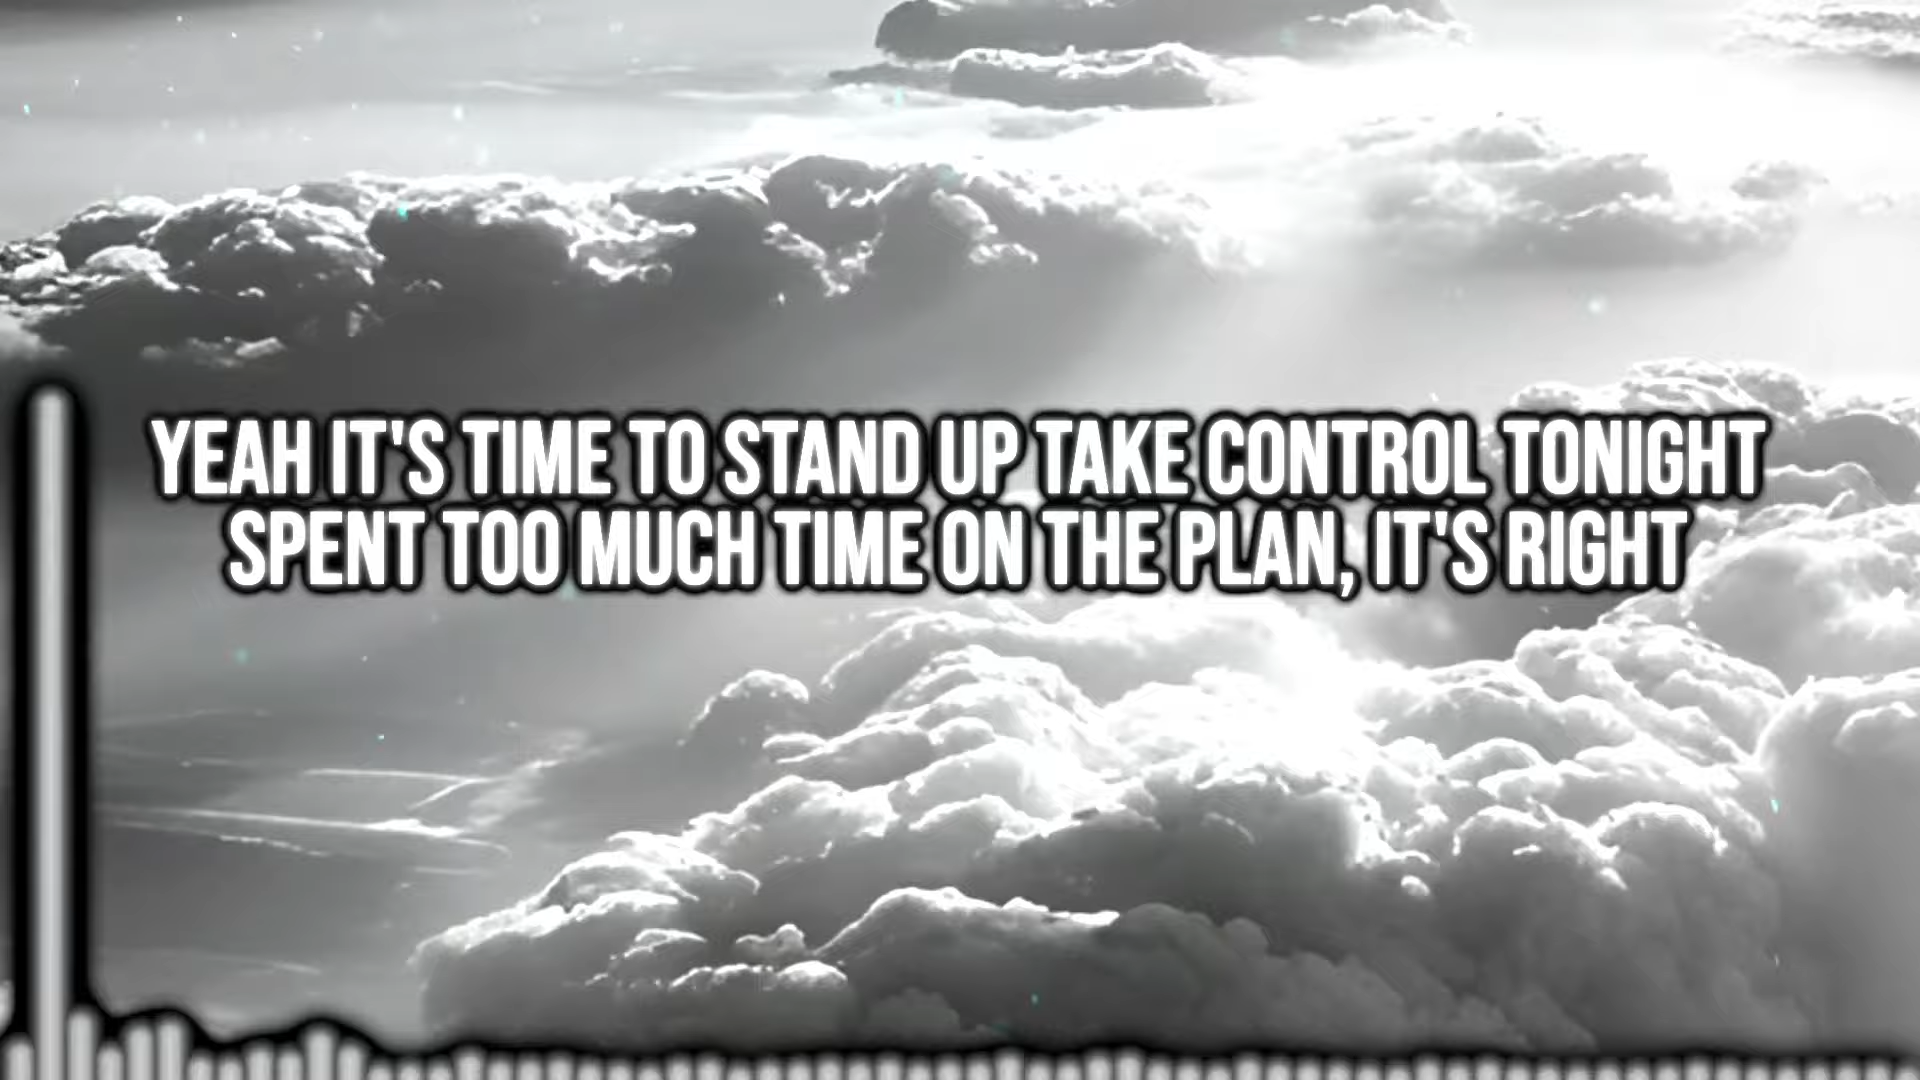 YEAH IT'S TIME TO STAND UP TAKE CONTROL TONIGHT
SPENT TOO MUCH TIME ON THE PLAN, IT'S RIGHT